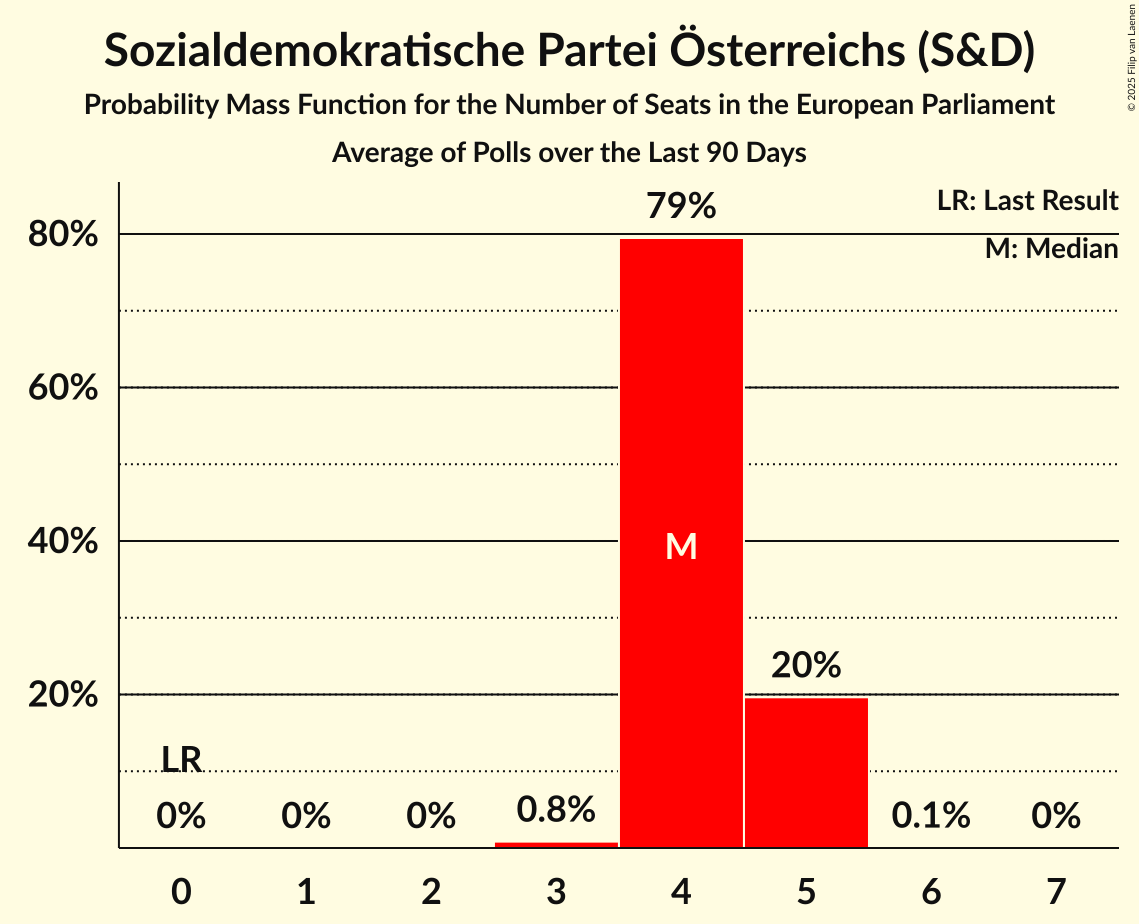 Sozialdemokratische Partei Österreichs (S&D)
Probability Mass Function for the Number of Seats in the European Parliament
Average of Polls over the Last 90 Days
© 2025 Filip van Laenen
LR: Last Result
M: Median
79%
80%
60%
40%
M
20%
20%
LR
0% 0% 0% 0.8% 0.1% 0%
0 1 2 3 4 5 6 7